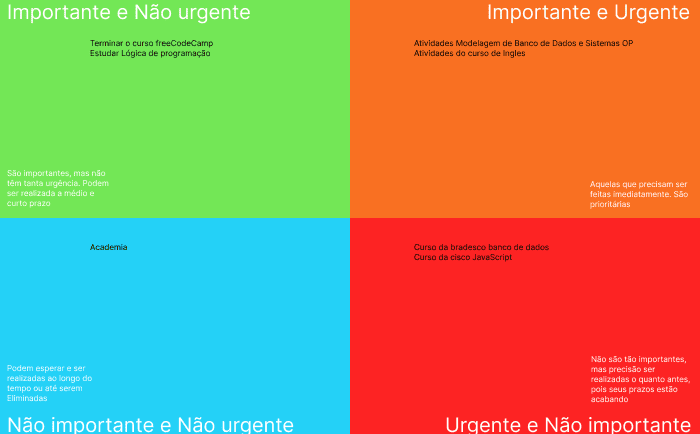 Importante e Não urgente
Terminar o curso freeCodeCamp
Estudar Lógica de programação
São importantes, mas não
têm tanta urgência. Podem
ser realizada a médio e
curto prazo
Importante e Urgente
Atividades Modelagem de Banco de Dados e Sistemas OP
Atividades do curso de Ingles
Aquelas que precisam ser
feitas imediatamente. São
prioritárias
Academia
Podem esperar e ser
realizadas ao longo do
tempo ou até serem
Eliminadas
Não importante e Não urgente
Curso da bradesco banco de dados
Curso da cisco JavaScript
Não são tão importantes,
mas precisão ser
realizadas o quanto antes,
pois seus prazos estão
acabando
Urgente e Não importante